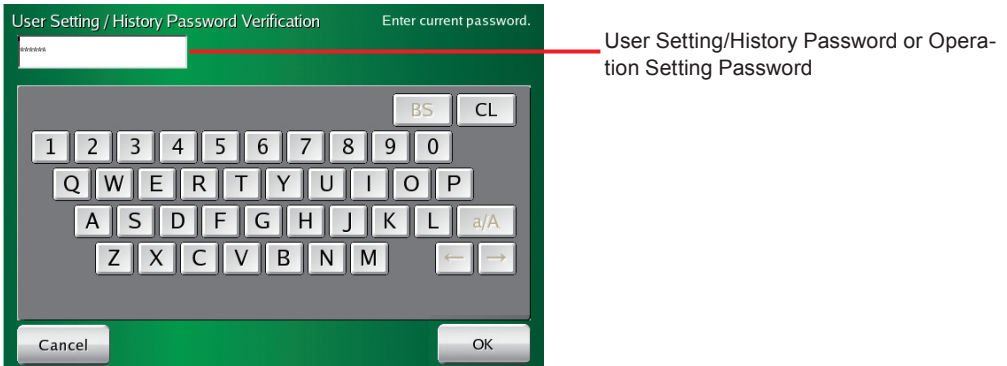 User Setting / History Password Verification Enter current password.
******
User Setting/History Password or Opera-
tion Setting Password
BS CL
1 2 3 4 5 6 7 8 9 0
Q W E R T Y U I O P
A S D F G H J K L a/A
Z X C V B N M ← →
Cancel OK